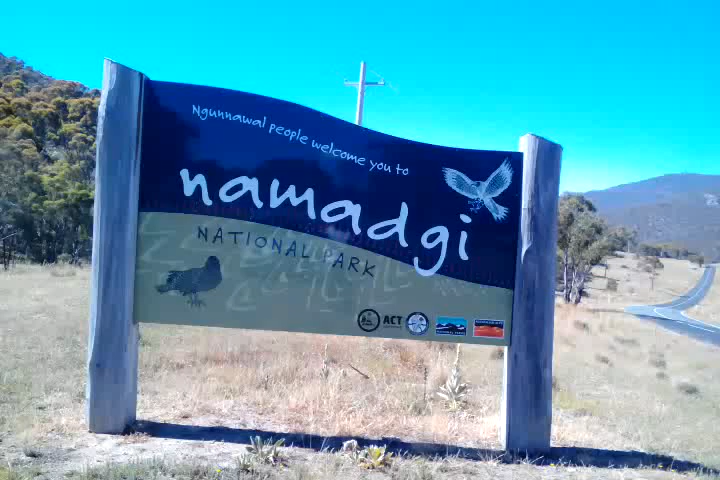 Ngunnawal people welcome you to
namadgi
NATIONAL PARK
ACT